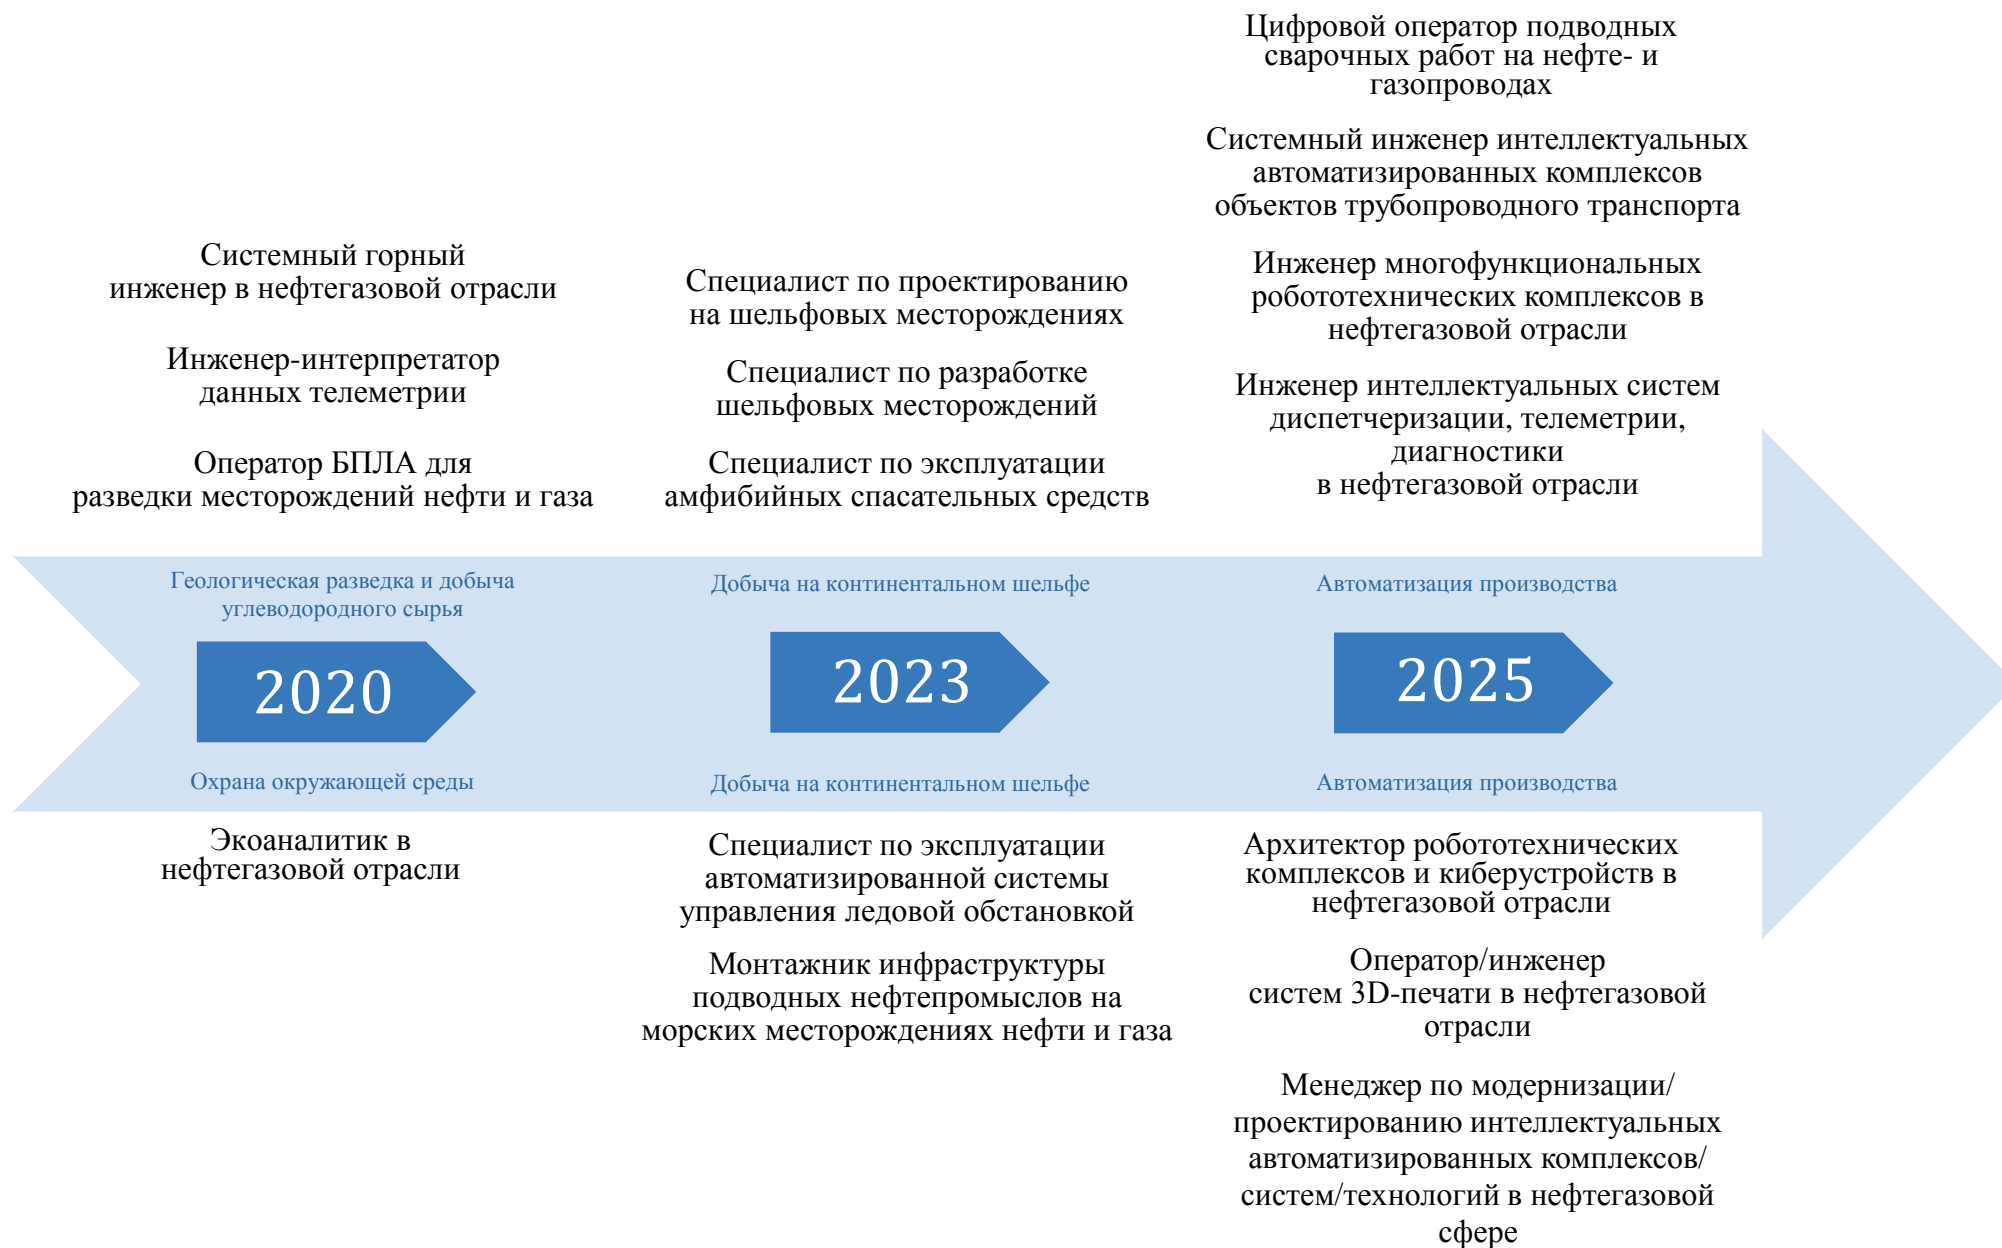 Системный горный
инженер в нефтегазовой отрасли
Инженер-интерпретатор
данных телеметрии
Оператор БПЛА для
разведки месторождений нефти и газа
Геологическая разведка и добыча
углеводородного сырья
2020
Охрана окружающей среды
Экоаналитик в
нефтегазовой отрасли
Специалист по проектированию
на шельфовых месторождениях
Специалист по разработке
шельфовых месторождений
Специалист по эксплуатации
амфибийных спасательных средств
Добыча на континентальном шельфе
2023
Добыча на континентальном шельфе
Специалист по эксплуатации
автоматизированной системы
управления ледовой обстановкой
Монтажник инфраструктуры
подводных нефтепромыслов на
морских месторождениях нефти и газа
Цифровой оператор подводных
сварочных работ на нефте- и
газопроводах
Системный инженер интеллектуальных
автоматизированных комплексов
объектов трубопроводного транспорта
Инженер многофункциональных
робототехнических комплексов в
нефтегазовой отрасли
Инженер интеллектуальных систем
диспетчеризации, телеметрии,
диагностики
в нефтегазовой отрасли
Автоматизация производства
2025
Автоматизация производства
Архитектор робототехнических
комплексов и киберустройств в
нефтегазовой отрасли
Оператор/инженер
систем 3D-печати в нефтегазовой
отрасли
Менеджер по модернизации/
проектированию интеллектуальных
автоматизированных комплексов/
систем/технологий в нефтегазовой
сфере